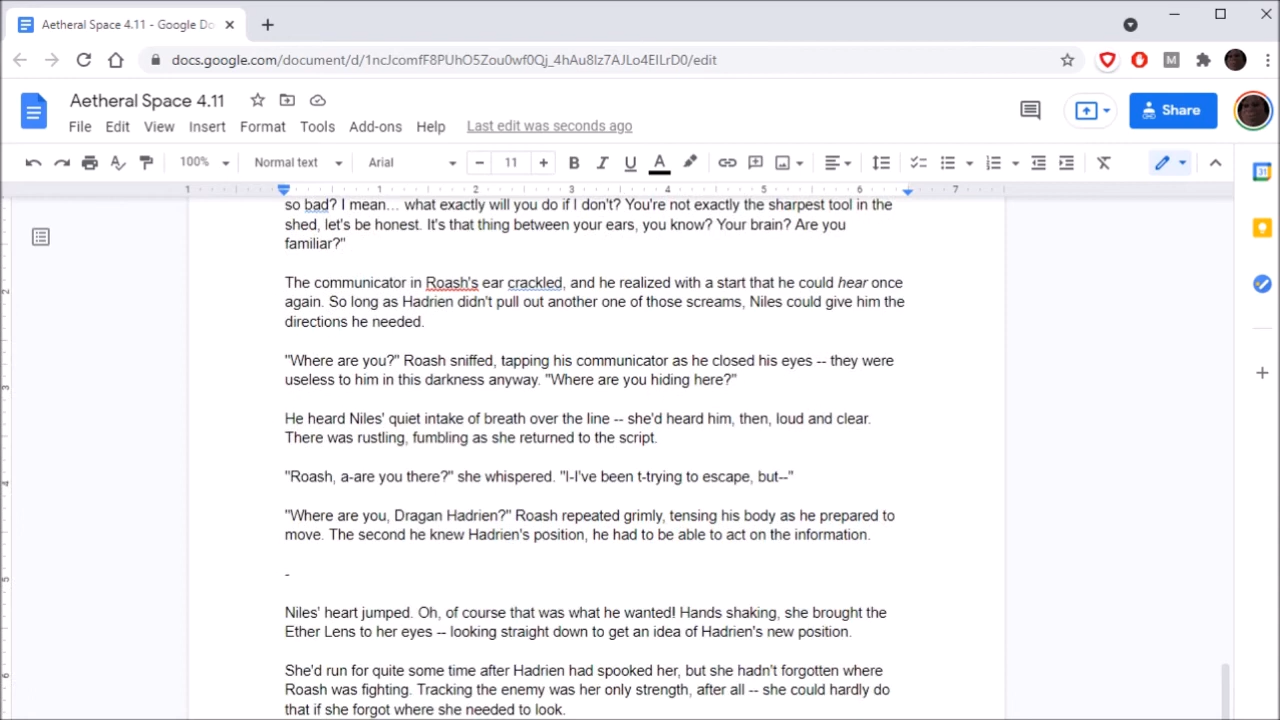 Aetheral Space 4.11 - Google Do
docs.google.com/document/d/1ncJcomfF8PUhO5Zou0wf0Qj_4hAu8Iz7AJLo4EILrD0/edit
Aetheral Space 4.11
Share
File Edit View Insert Format Tools Add-ons Help Last edit was seconds ago
100% Normal text Arial 11
1 1 2 3 4 5 6 7
so bad? I mean… what exactly will you do if I don't? You're not exactly the sharpest tool in the
shed, let's be honest. It's that thing between your ears, you know? Your brain? Are you
familiar?"
The communicator in Roash's ear crackled, and he realized with a start that he could hear once
again. So long as Hadrien didn't pull out another one of those screams, Niles could give him the
directions he needed.
"Where are you?" Roash sniffed, tapping his communicator as he closed his eyes -- they were
useless to him in this darkness anyway. "Where are you hiding here?"
He heard Niles' quiet intake of breath over the line -- she'd heard him, then, loud and clear.
There was rustling, fumbling as she returned to the script.
"Roash, a-are you there?" she whispered. "I-I've been t-trying to escape, but--"
"Where are you, Dragan Hadrien?" Roash repeated grimly, tensing his body as he prepared to
move. The second he knew Hadrien's position, he had to be able to act on the information.
-
Niles' heart jumped. Oh, of course that was what he wanted! Hands shaking, she brought the
Ether Lens to her eyes -- looking straight down to get an idea of Hadrien's new position.
She'd run for quite some time after Hadrien had spooked her, but she hadn't forgotten where
Roash was fighting. Tracking the enemy was her only strength, after all -- she could hardly do
that if she forgot where she needed to look.